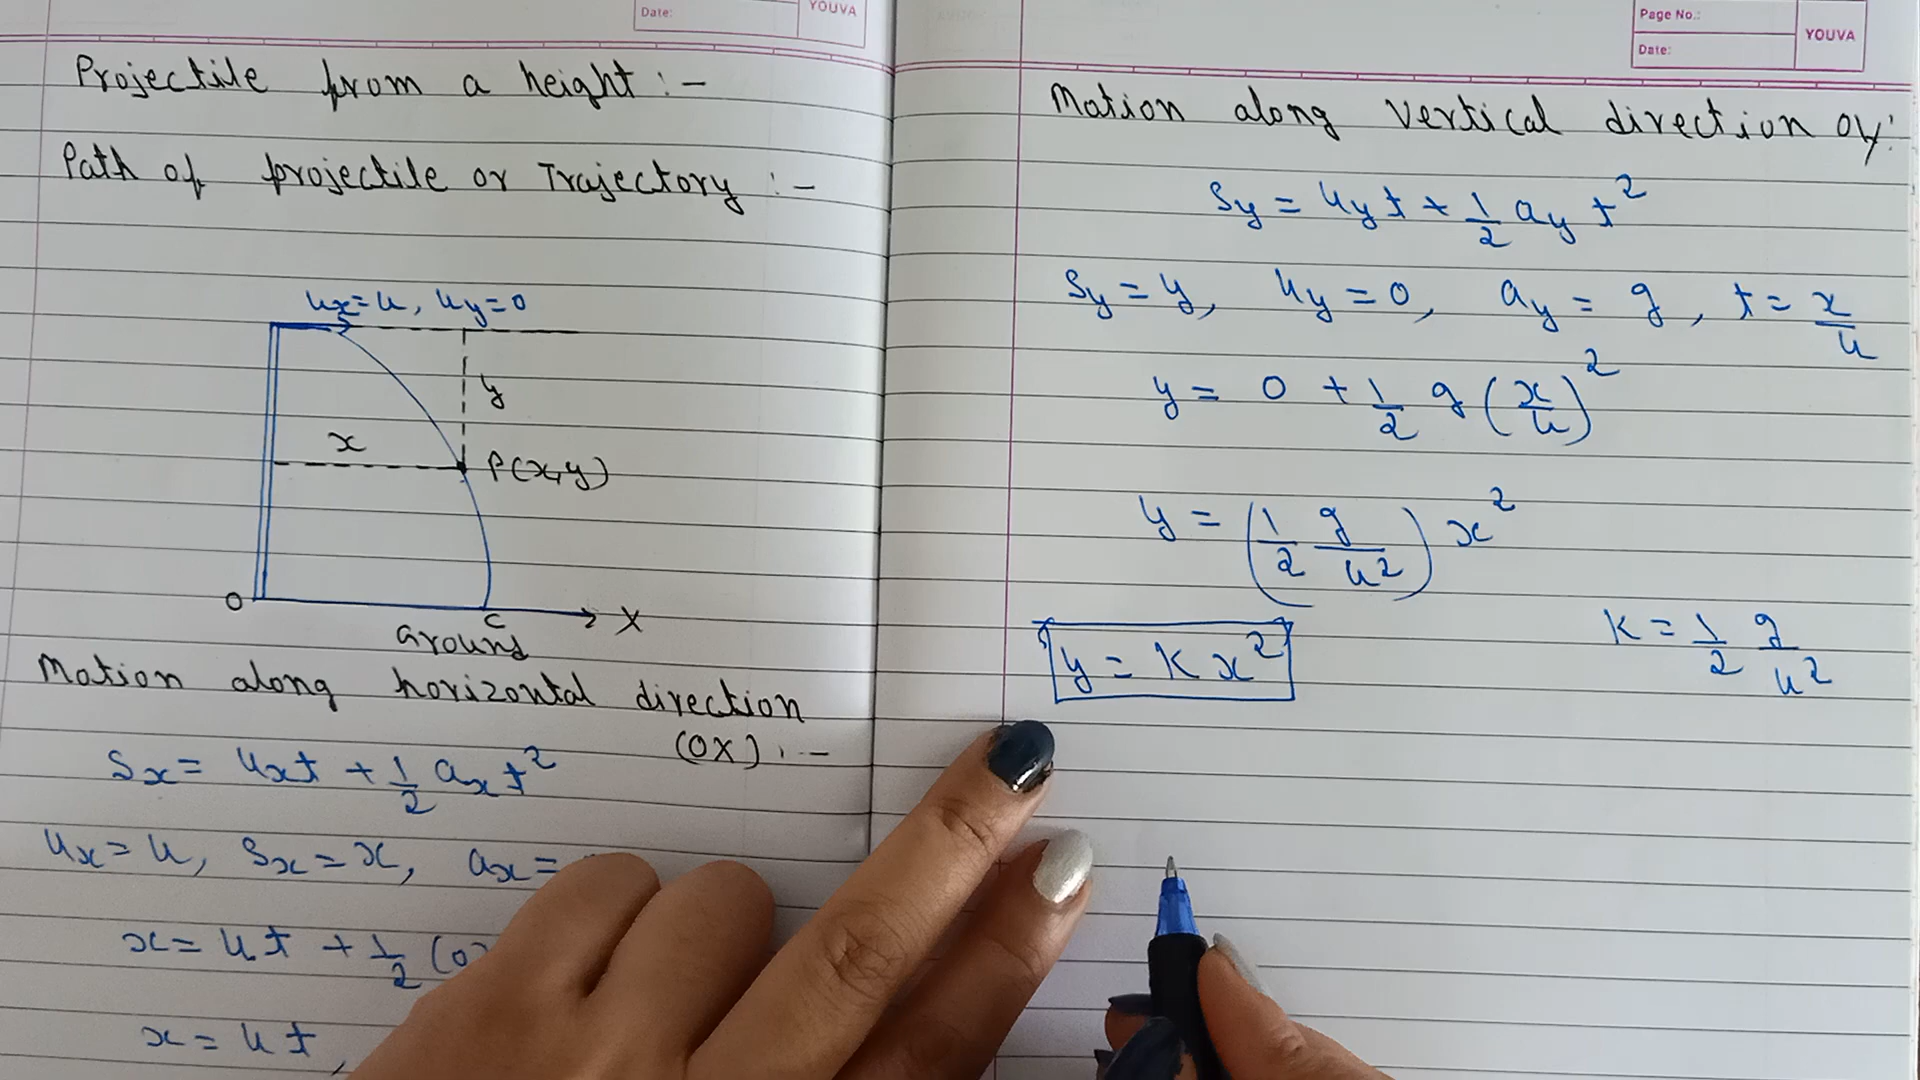 Date:
YOUVA
Projectile from a height :-
Path of projectile or Trajectory :-
ux=u, uy=0
y
x
P(x,y)
O
C
X
Ground
Motion along horizontal direction
(OX) :-
Sx = uxt + 1/2 axt²
ux = u, Sx = x, ax =
x = ut + 1/2 (0)
x = ut,
Page No.:
YOUVA
Date:
Motion along vertical direction OY:
Sy = uyt + 1/2 ay t²
Sy = y, uy = 0, ay = g, t = x/u
y = 0 + 1/2 g (x/u)²
y = (1/2 g/u²) x²
y = K x²
K = 1/2 g/u²